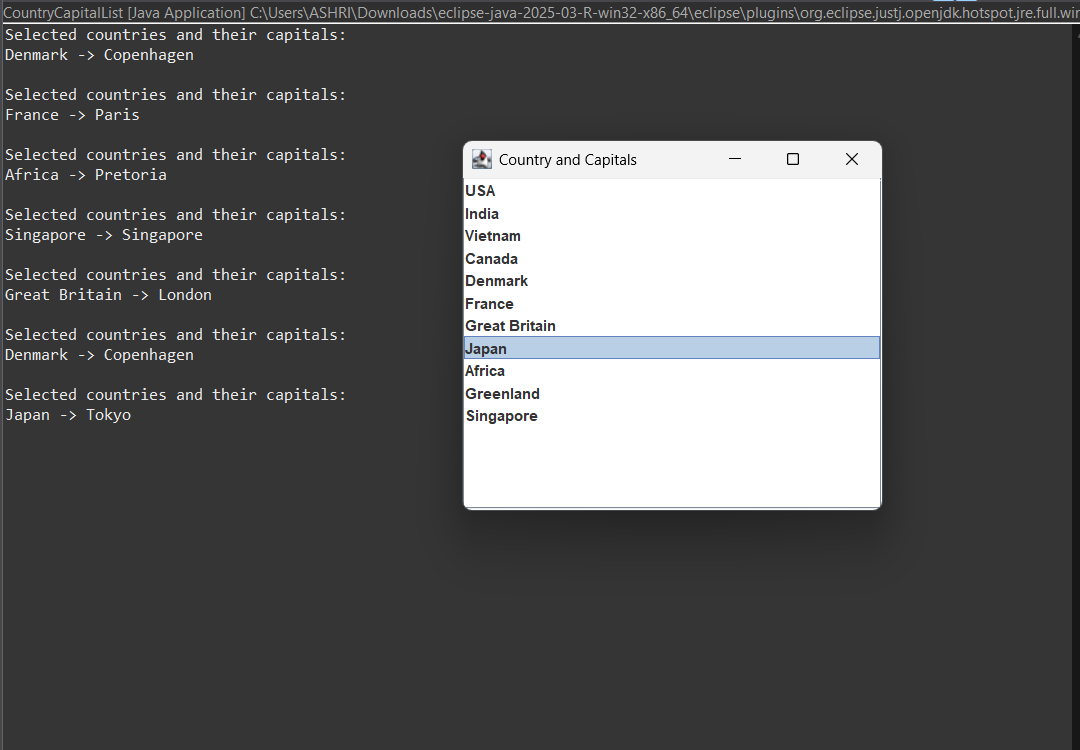 CountryCapitalList [Java Application] C:\Users\ASHRI\Downloads\eclipse-java-2025-03-R-win32-x86_64\eclipse\plugins\org.eclipse.justj.openjdk.hotspot.jre.full.win
Selected countries and their capitals:
Denmark -> Copenhagen
Selected countries and their capitals:
France -> Paris
Selected countries and their capitals:
Africa -> Pretoria
Selected countries and their capitals:
Singapore -> Singapore
Selected countries and their capitals:
Great Britain -> London
Selected countries and their capitals:
Denmark -> Copenhagen
Selected countries and their capitals:
Japan -> Tokyo
Country and Capitals
USA
India
Vietnam
Canada
Denmark
France
Great Britain
Japan
Africa
Greenland
Singapore